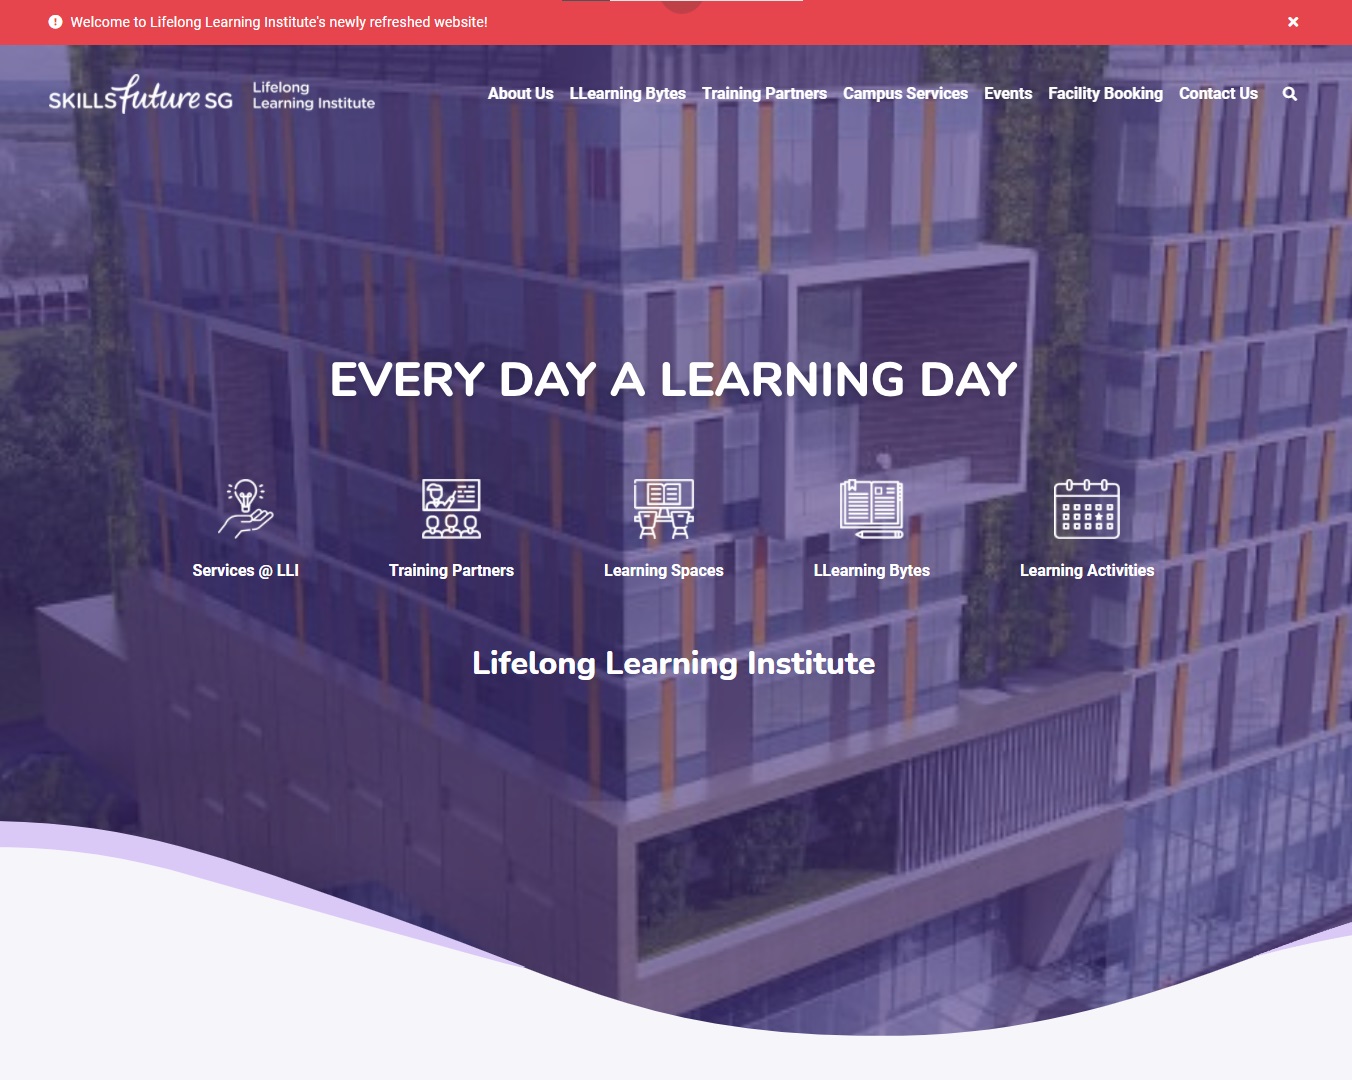 Welcome to Lifelong Learning Institute's newly refreshed website!
SKILLS future SG
Lifelong
Learning Institute
About Us
LLearning Bytes
Training Partners
Campus Services
Events
Facility Booking
Contact Us
EVERY DAY A LEARNING DAY
Services @ LLI
Training Partners
Learning Spaces
LLearning Bytes
Learning Activities
Lifelong Learning Institute